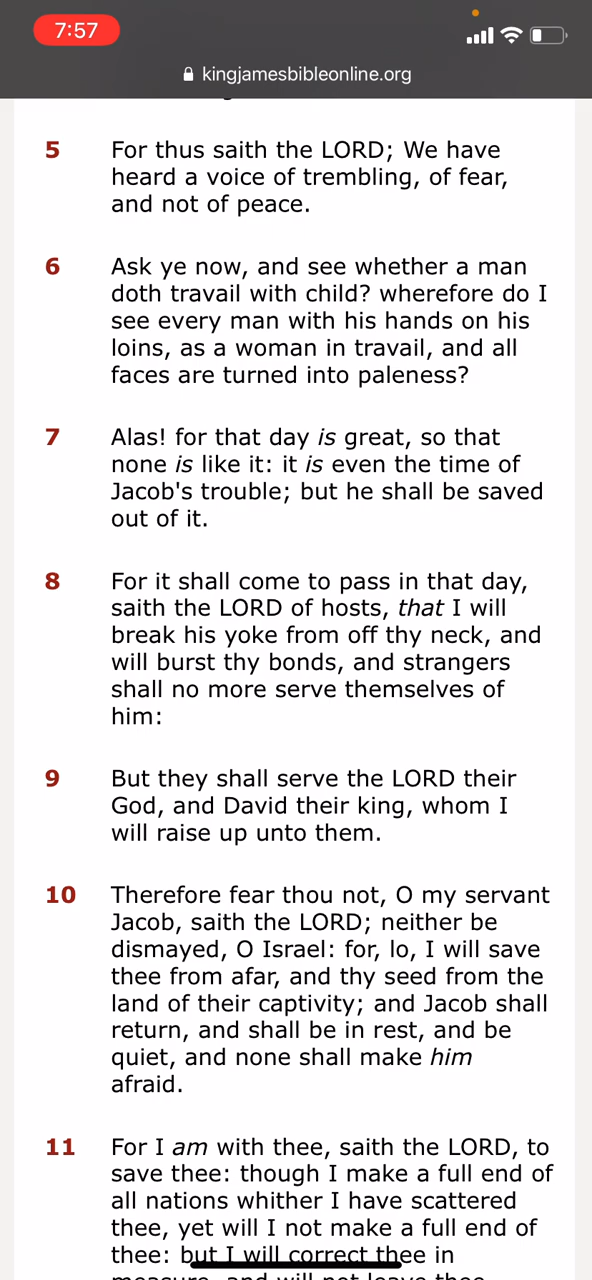 7:57
kingjamesbibleonline.org
5 For thus saith the LORD; We have
heard a voice of trembling, of fear,
and not of peace.
6 Ask ye now, and see whether a man
doth travail with child? wherefore do I
see every man with his hands on his
loins, as a woman in travail, and all
faces are turned into paleness?
7 Alas! for that day is great, so that
none is like it: it is even the time of
Jacob's trouble; but he shall be saved
out of it.
8 For it shall come to pass in that day,
saith the LORD of hosts, that I will
break his yoke from off thy neck, and
will burst thy bonds, and strangers
shall no more serve themselves of
him:
9 But they shall serve the LORD their
God, and David their king, whom I
will raise up unto them.
10 Therefore fear thou not, O my servant
Jacob, saith the LORD; neither be
dismayed, O Israel: for, lo, I will save
thee from afar, and thy seed from the
land of their captivity; and Jacob shall
return, and shall be in rest, and be
quiet, and none shall make him
afraid.
11 For I am with thee, saith the LORD, to
save thee: though I make a full end of
all nations whither I have scattered
thee, yet will I not make a full end of
thee: but I will correct thee in
measure, and will not leave thee